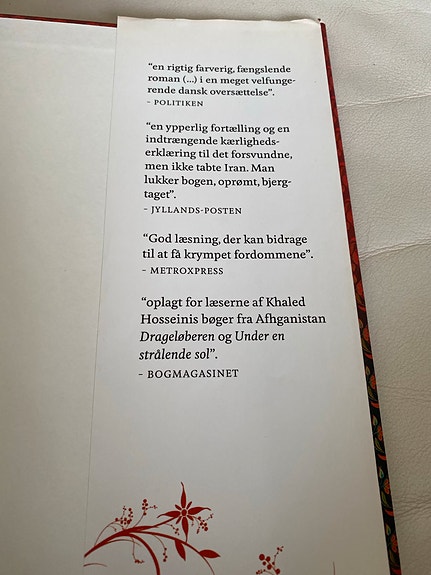 “en rigtig farverig, fængslende
roman (...) i en meget velfunge-
rende dansk oversættelse”.
– POLITIKEN
“en ypperlig fortælling og en
indtrængende kærligheds-
erklæring til det forsvundne,
men ikke tabte Iran. Man
lukker bogen, oprømt, bjerg-
taget”.
– JYLLANDS-POSTEN
“God læsning, der kan bidrage
til at få krympet fordommene”.
– METROXPRESS
“oplagt for læserne af Khaled
Hosseinis bøger fra Afhganistan
Drageløberen og Under en
strålende sol”.
– BOGMAGASINET